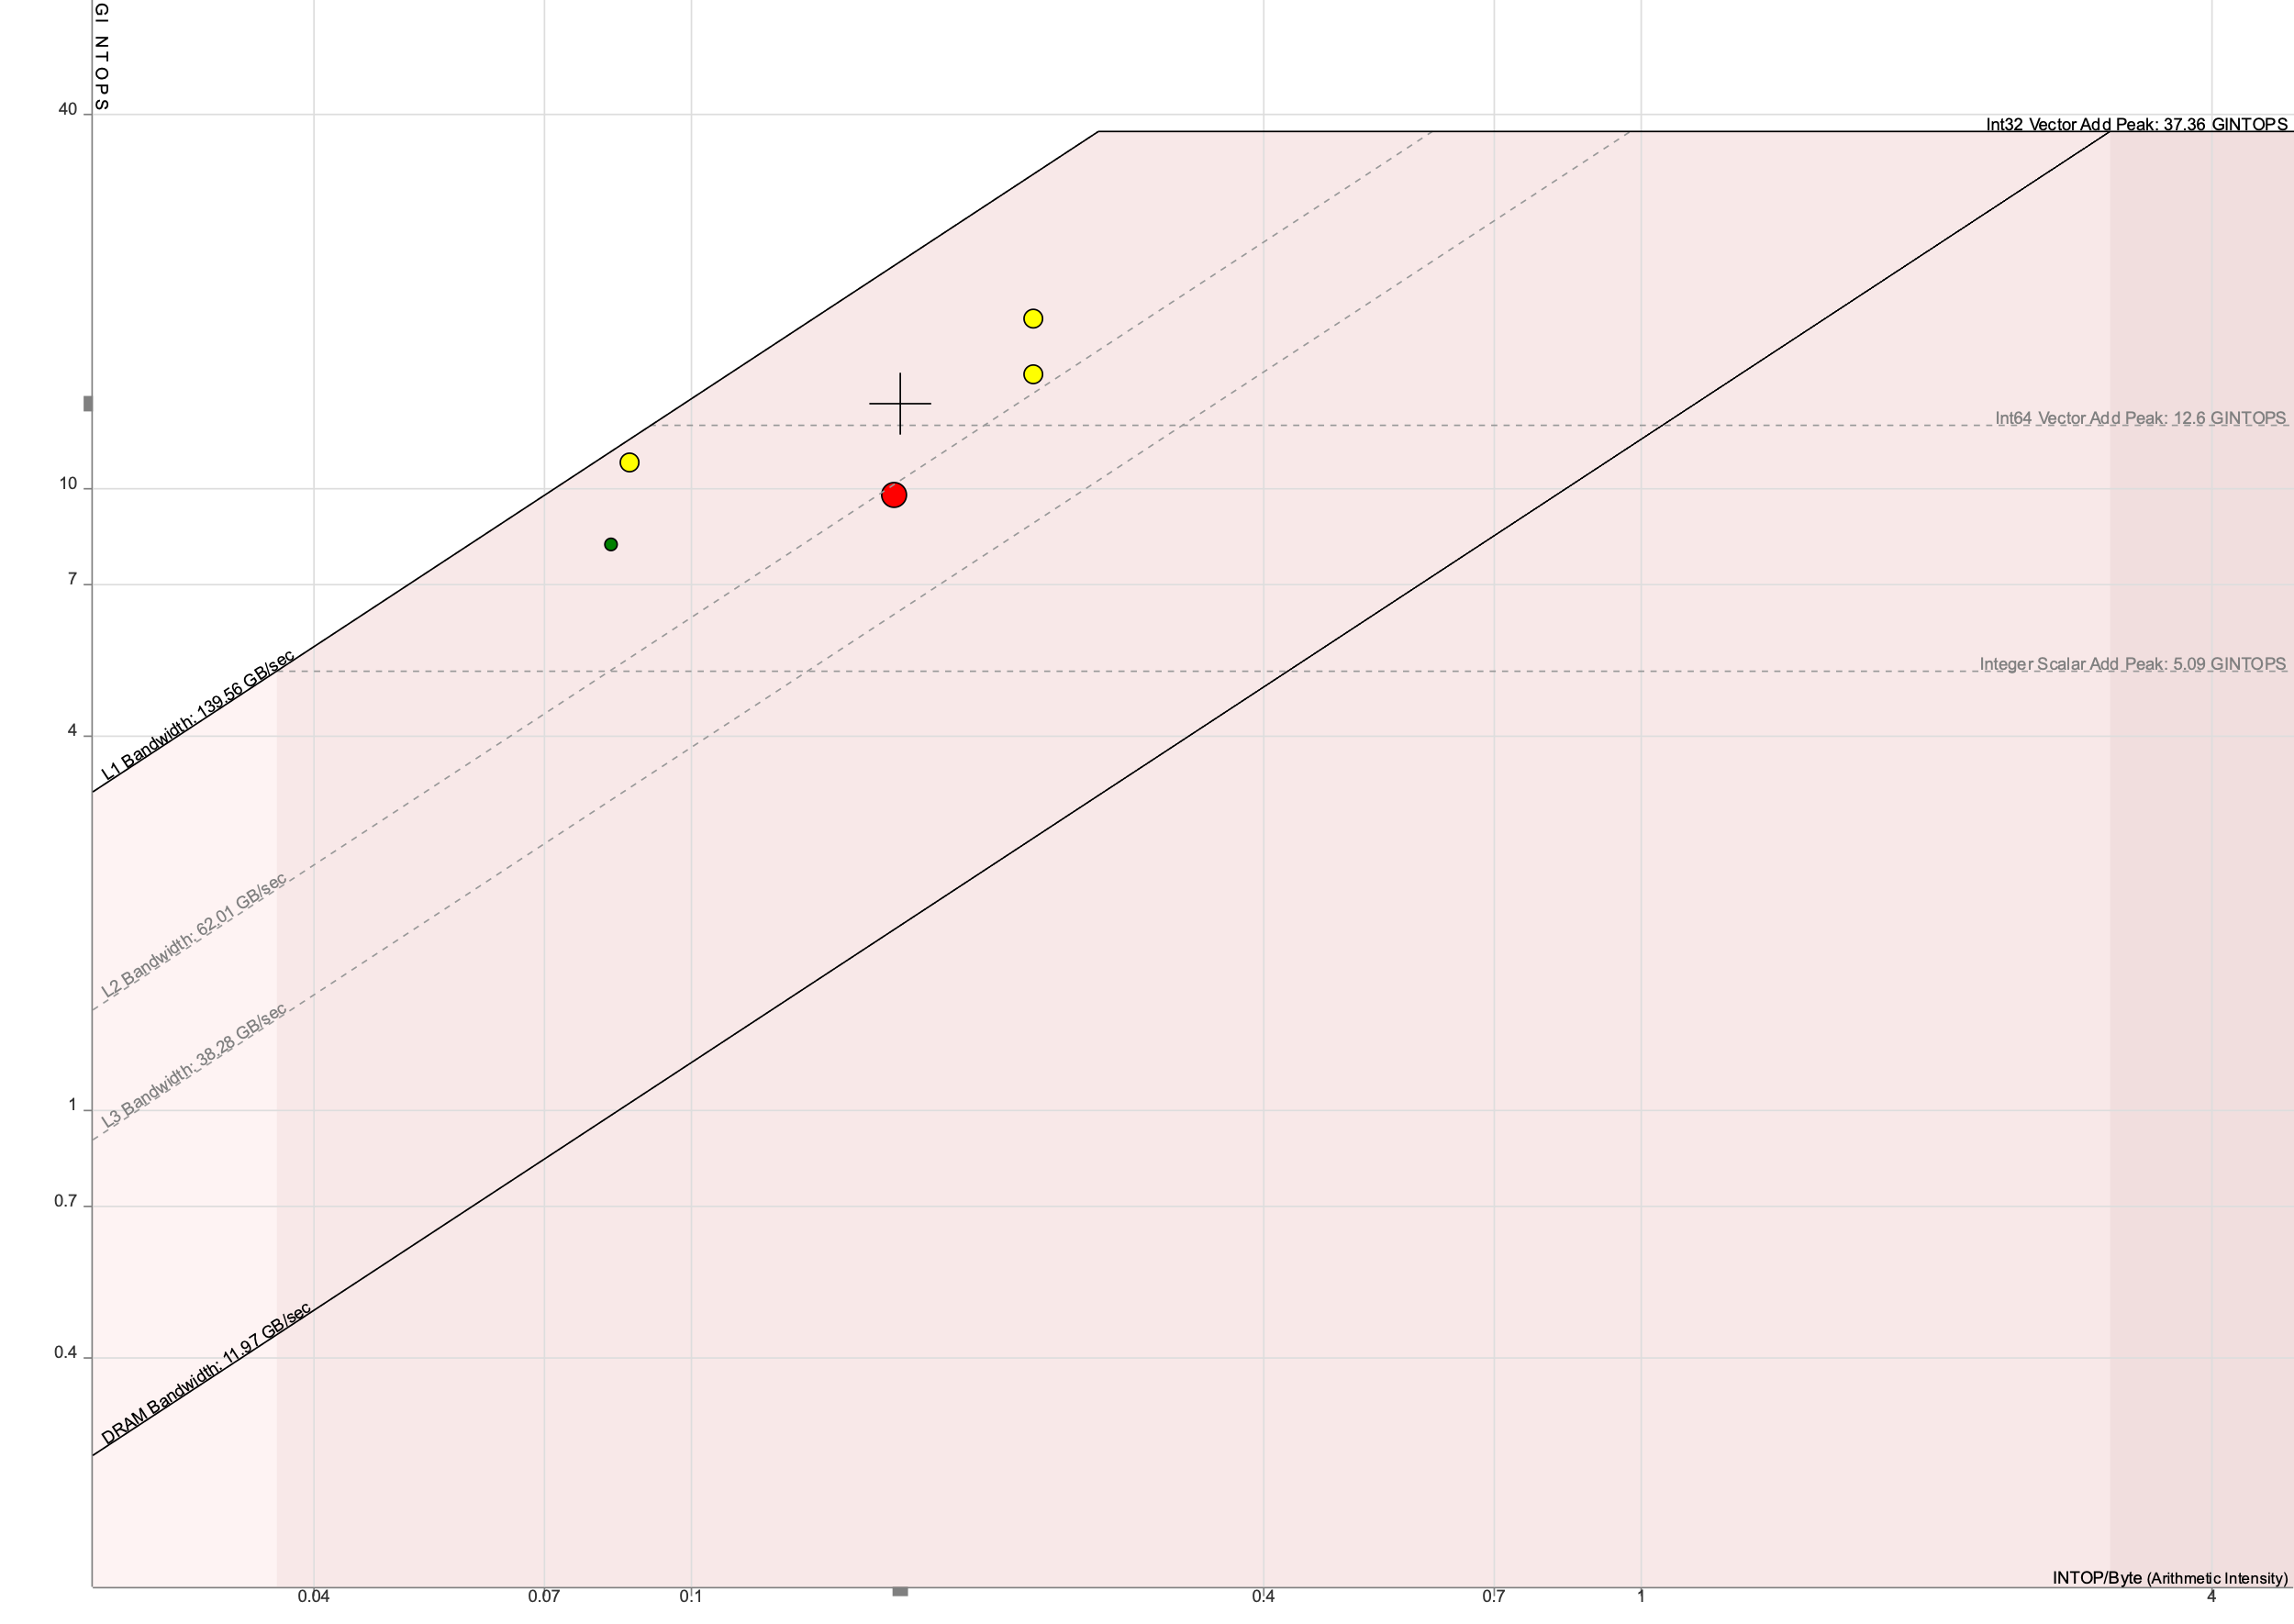 GI NTOPS
40
Int32 Vector Add Peak: 37.36 GINTOPS
Int64 Vector Add Peak: 12.6 GINTOPS
10
7
Integer Scalar Add Peak: 5.09 GINTOPS
L1 Bandwidth: 139.56 GB/sec
4
L2 Bandwidth: 62.01 GB/sec
L3 Bandwidth: 38.28 GB/sec
1
0.7
DRAM Bandwidth: 11.97 GB/sec
0.4
INTOP/Byte (Arithmetic Intensity)
0.04 0.07 0.1 0.4 0.7 1 4